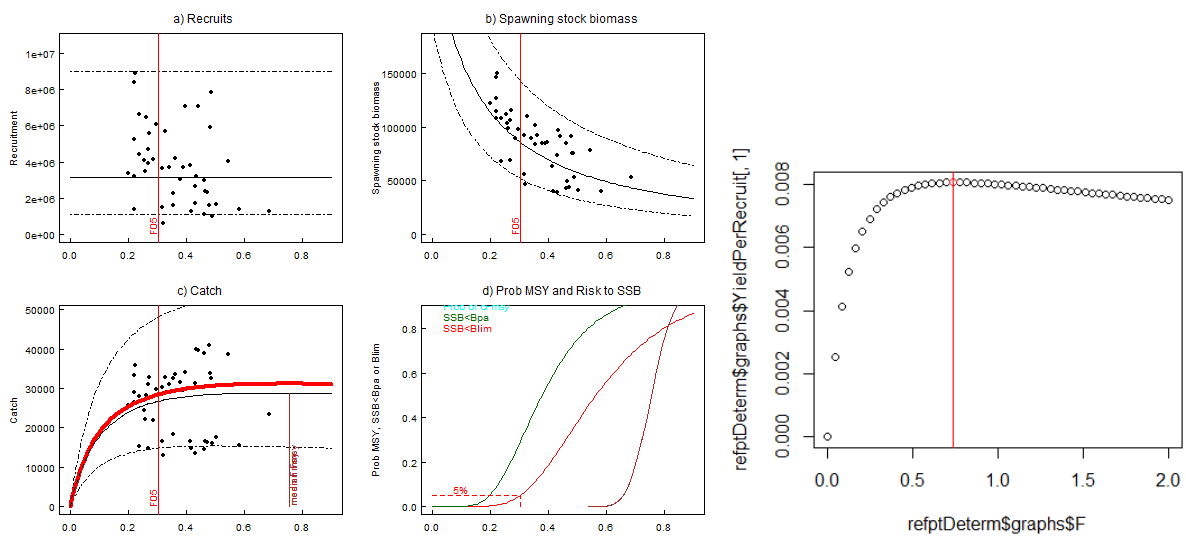 a) Recruits
Recruitment
1e+07
8e+06
6e+06
4e+06
2e+06
0e+00
F05
0.0 0.2 0.4 0.6 0.8
b) Spawning stock biomass
Spawning stock biomass
150000
100000
50000
0
F05
0.0 0.2 0.4 0.6 0.8
c) Catch
Catch
50000
40000
30000
20000
10000
0
F05
0.0 0.2 0.4 0.6 0.8
d) Prob MSY and Risk to SSB
Prob MSY, SSB<Bpa or Blim
0.8
0.6
0.4
0.2
0.0
SSB<Bpa
SSB<Blim
5%
0.0 0.2 0.4 0.6 0.8
refptDeterm$graphs$YieldPerRecruit[, 1]
0.008
0.006
0.004
0.002
0.000
0.0 0.5 1.0 1.5 2.0
refptDeterm$graphs$F